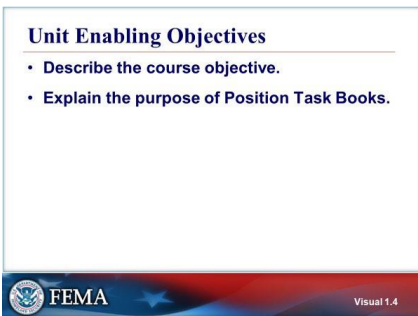 Unit Enabling Objectives
• Describe the course objective.
• Explain the purpose of Position Task Books.
FEMA
Visual 1.4